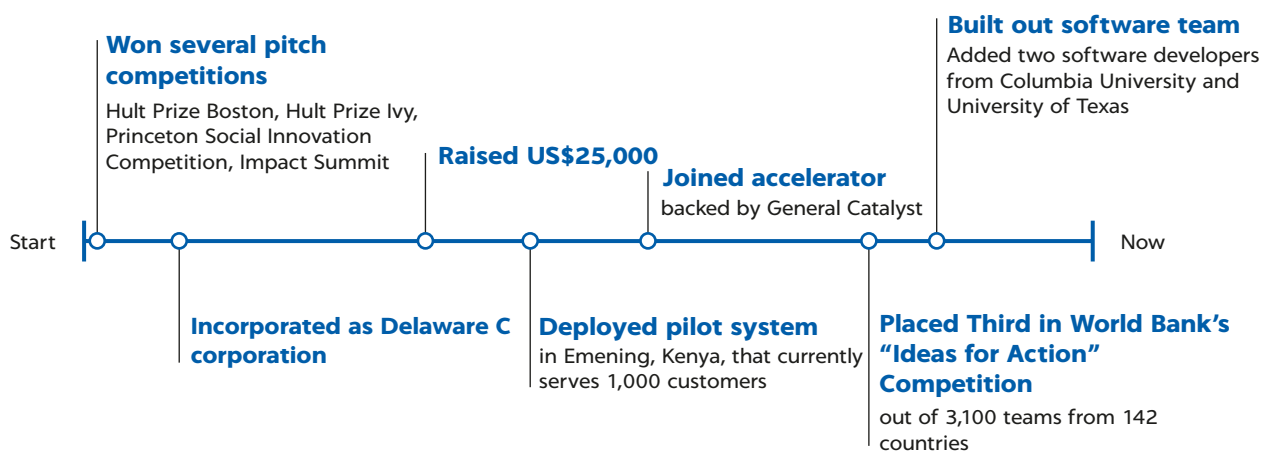 Won several pitch
competitions
Hult Prize Boston, Hult Prize Ivy,
Princeton Social Innovation
Competition, Impact Summit
Raised US$25,000
Joined accelerator
backed by General Catalyst
Built out software team
Added two software developers
from Columbia University and
University of Texas
Start
Now
Incorporated as Delaware C
corporation
Deployed pilot system
in Emening, Kenya, that currently
serves 1,000 customers
Placed Third in World Bank’s
“Ideas for Action”
Competition
out of 3,100 teams from 142
countries